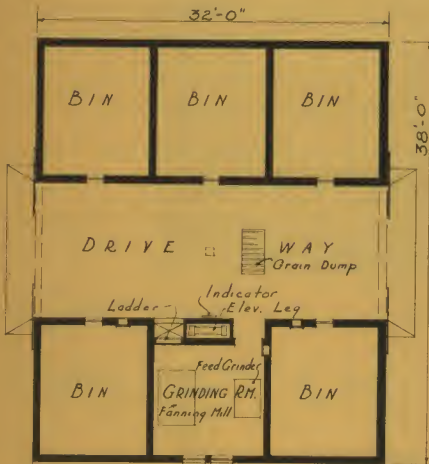 32'-0"
BIN BIN BIN
38'-0"
DRIVE WAY
Grain Dump
Indicator
Ladder Elev. Leg
Feed Grinder
BIN GRINDING RM. BIN
Fanning Mill